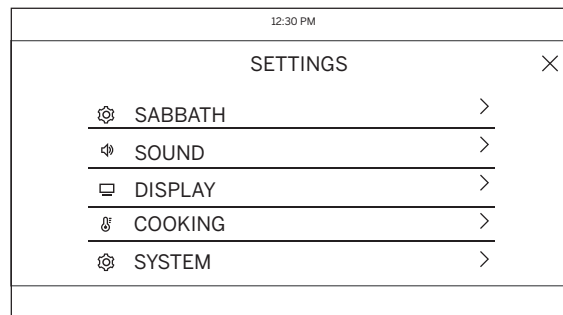 12:30 PM
SETTINGS
SABBATH
SOUND
DISPLAY
COOKING
SYSTEM